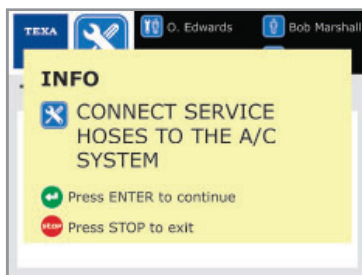 TEXA O. Edwards Bob Marshall
INFO
CONNECT SERVICE
HOSES TO THE A/C
SYSTEM
Press ENTER to continue
STOP Press STOP to exit